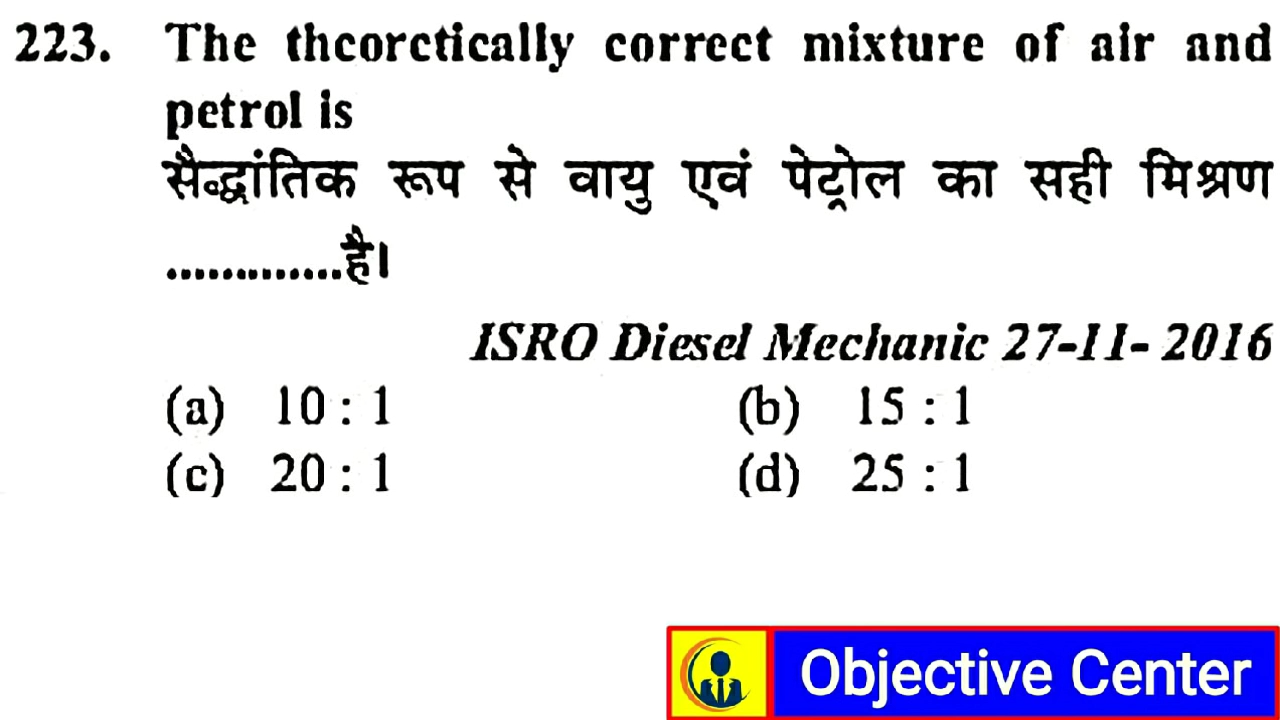 223. The theoretically correct mixture of air and
petrol is
सैद्धांतिक रूप से वायु एवं पेट्रोल का सही मिश्रण
.............है।
ISRO Diesel Mechanic 27-11- 2016
(a) 10 : 1 (b) 15 : 1
(c) 20 : 1 (d) 25 : 1
Objective Center